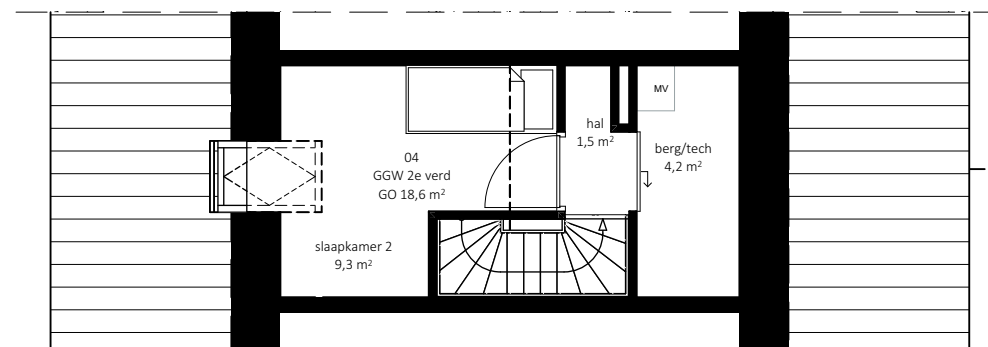 MV
hal
1,5 m²
berg/tech
4,2 m²
04
GGW 2e verd
GO 18,6 m²
slaapkamer 2
9,3 m²